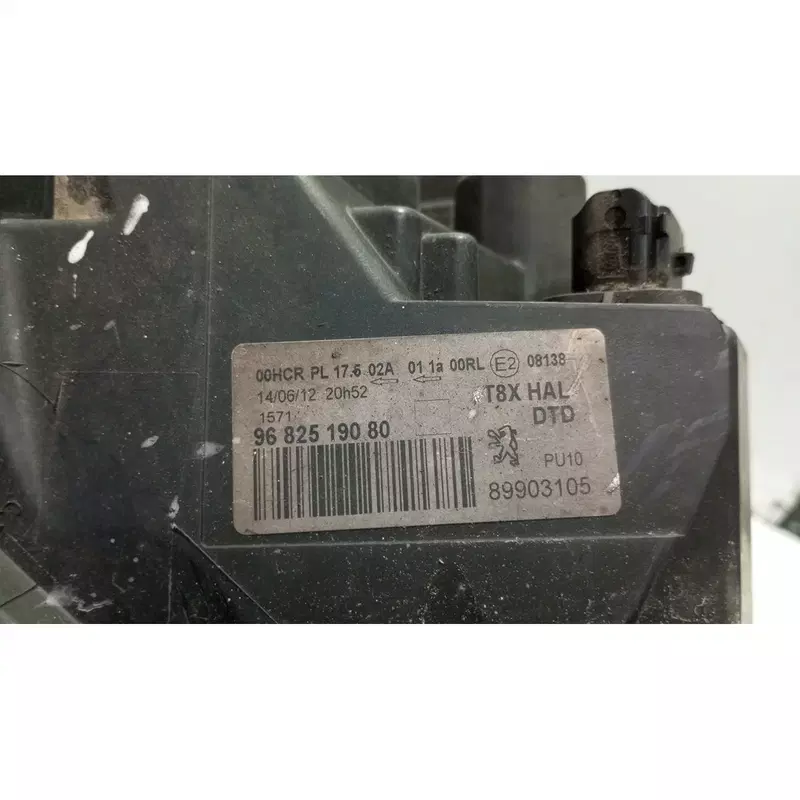 00HCR PL 17.5 02A 01 1a 00RL E2 08138
14/06/12 20h52
1571
T8X HAL
DTD
96 825 190 80
PU10
89903105